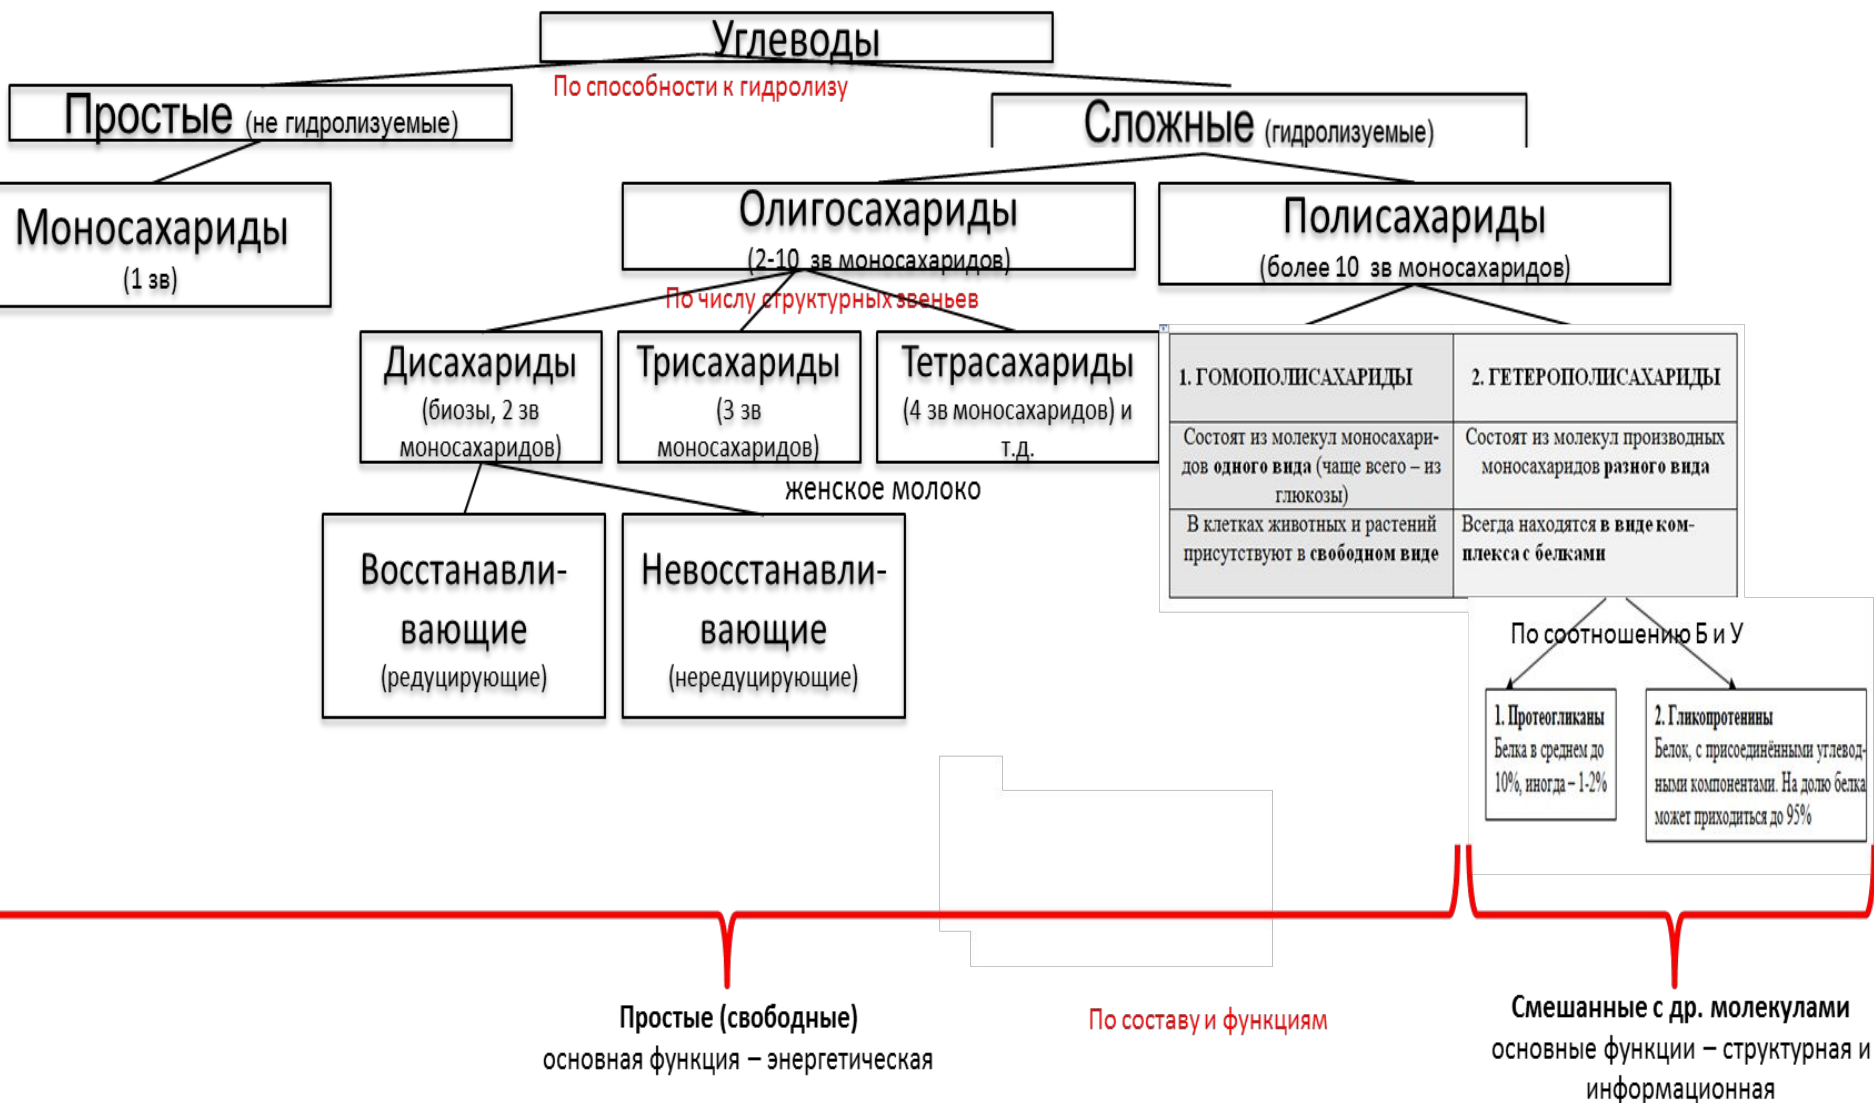 Углеводы
По способности к гидролизу
Простые (не гидролизуемые)
Сложные (гидролизуемые)
Моносахариды
(1 зв)
Олигосахариды
(2-10 зв моносахаридов)
Полисахариды
(более 10 зв моносахаридов)
По числу структурных звеньев
Дисахариды
(биозы, 2 зв
моносахаридов)
Трисахариды
(3 зв
моносахаридов)
Тетрасахариды
(4 зв моносахаридов) и
т.д.
женское молоко
1. ГОМОПОЛИСАХАРИДЫ
2. ГЕТЕРОПОЛИСАХАРИДЫ
Состоят из молекул моносахари-
дов одного вида (чаще всего – из
глюкозы)
Состоят из молекул производных
моносахаридов разного вида
В клетках животных и растений
присутствуют в свободном виде
Всегда находятся в виде ком-
плекса с белками
Восстанавли-
вающие
(редуцирующие)
Невосстанавли-
вающие
(нередуцирующие)
По соотношению Б и У
1. Протеогликаны
Белка в среднем до
10%, иногда – 1-2%
2. Гликопротенины
Белок, с присоединёнными углевод-
ными компонентами. На долю белка
может приходиться до 95%
Простые (свободные)
основная функция – энергетическая
По составу и функциям
Смешанные с др. молекулами
основные функции – структурная и
информационная